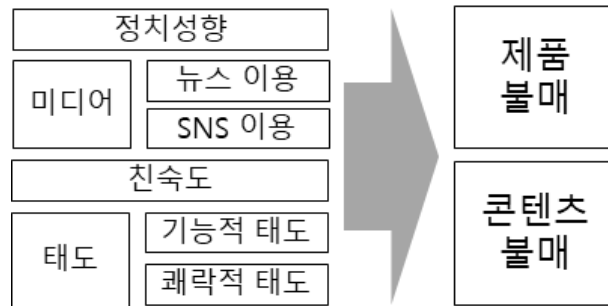 정치성향
미디어
뉴스 이용
SNS 이용
친숙도
태도
기능적 태도
쾌락적 태도
제품
불매
콘텐츠
불매